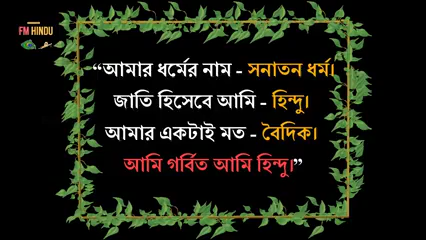 FM HINDU
“আমার ধর্মের নাম - সনাতন ধর্ম।
জাতি হিসেবে আমি - হিন্দু।
আমার একটাই মত - বৈদিক।
আমি গর্বিত আমি হিন্দু।”